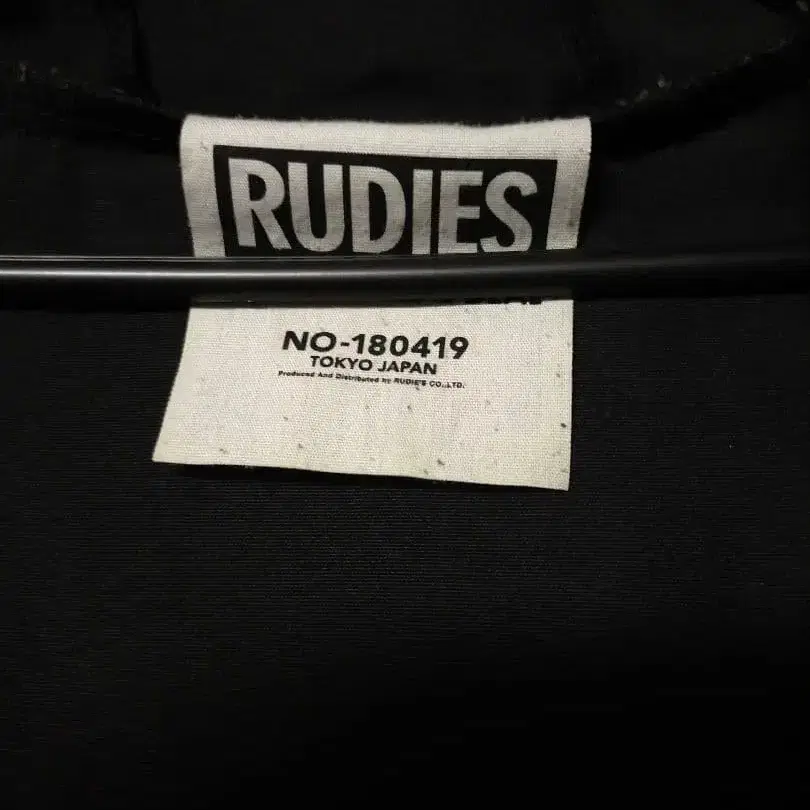 RUDIES
NO-180419
TOKYO JAPAN
Produced And Distributed by RUDIE'S CO.,LTD.